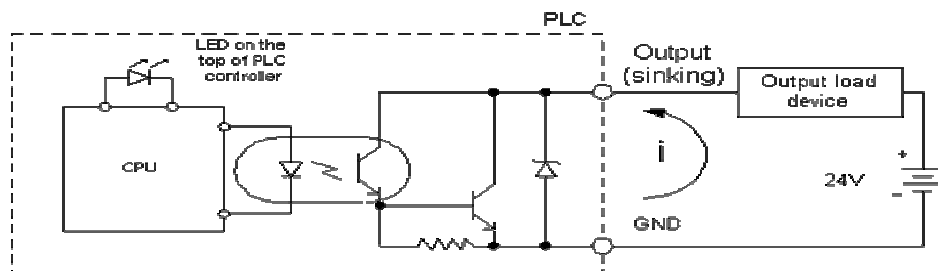 PLC
LED on the
top of PLC
controller
Output
(sinking)
Output load
device
CPU
i
+
24V
-
GND